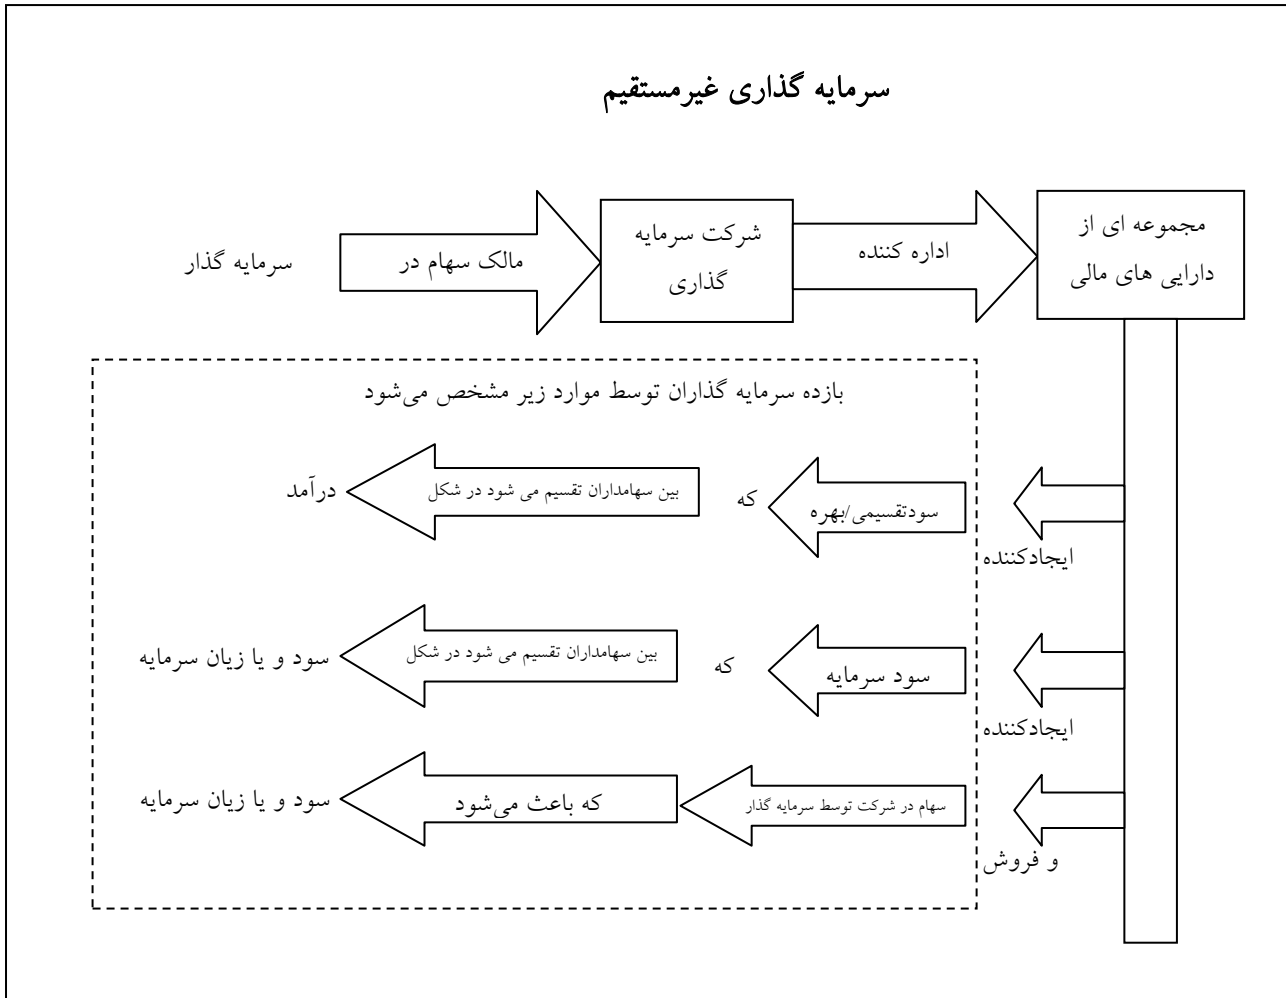 سرمایه گذاری غیرمستقیم
مجموعه ای از
دارایی های مالی
اداره کننده
شرکت سرمایه
گذاری
مالک سهام در
سرمایه گذار
بازده سرمایه گذاران توسط موارد زیر مشخص می‌شود
ایجادکننده
سودتقسیمی/بهره
که
بین سهامداران تقسیم می شود در شکل
درآمد
ایجادکننده
سود سرمایه
که
بین سهامداران تقسیم می شود در شکل
سود و یا زیان سرمایه
و فروش
سهام در شرکت توسط سرمایه گذار
که باعث می‌شود
سود و یا زیان سرمایه